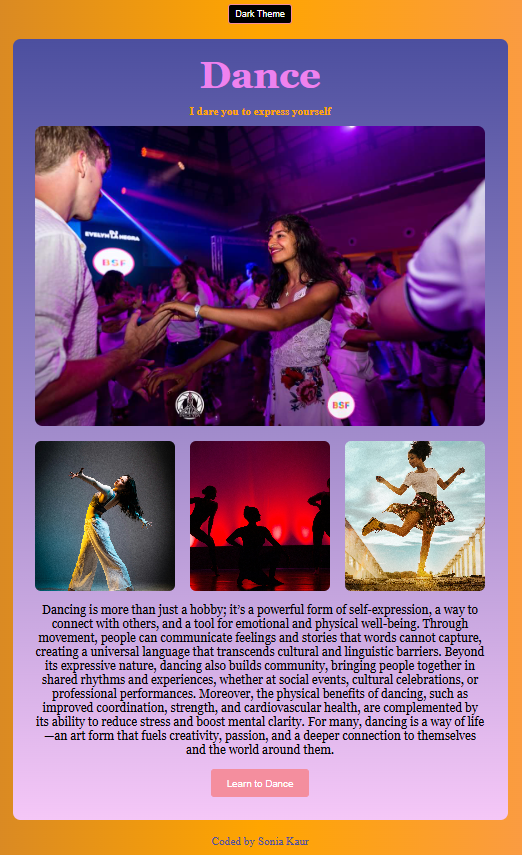 Dark Theme
Dance
I dare you to express yourself
EVELYN LA NEGRA
BSF
BSF
Dancing is more than just a hobby; it’s a powerful form of self-expression, a way to
connect with others, and a tool for emotional and physical well-being. Through
movement, people can communicate feelings and stories that words cannot capture,
creating a universal language that transcends cultural and linguistic barriers. Beyond
its expressive nature, dancing also builds community, bringing people together in
shared rhythms and experiences, whether at social events, cultural celebrations, or
professional performances. Moreover, the physical benefits of dancing, such as
improved coordination, strength, and cardiovascular health, are complemented by
its ability to reduce stress and boost mental clarity. For many, dancing is a way of life
—an art form that fuels creativity, passion, and a deeper connection to themselves
and the world around them.
Learn to Dance
Coded by Sonia Kaur